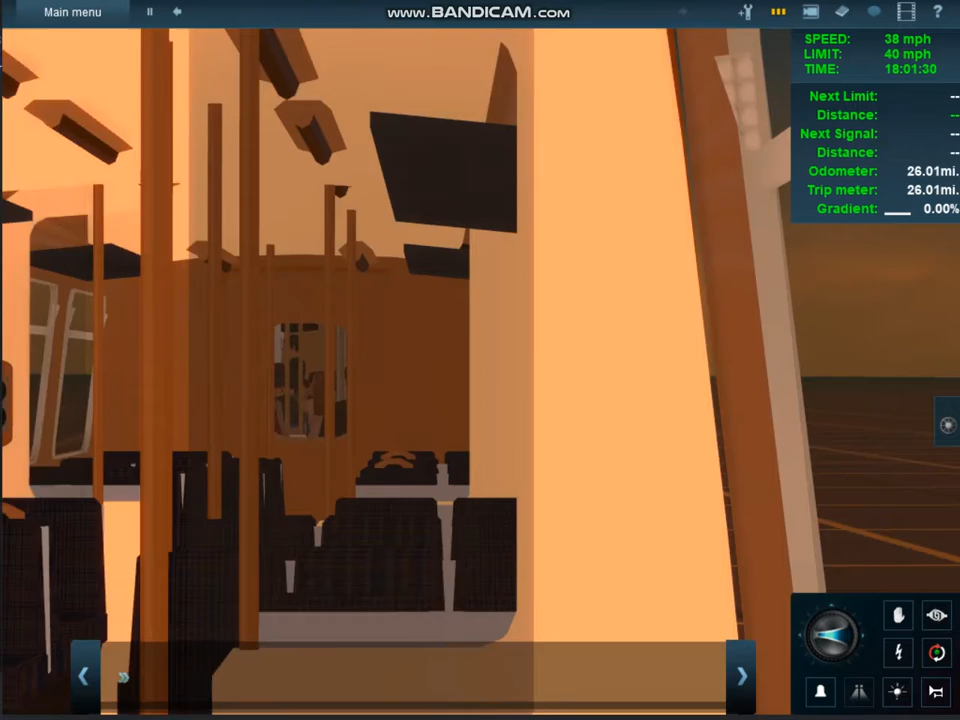 Main menu
www.BANDICAM.com
?
SPEED: 38 mph
LIMIT: 40 mph
TIME: 18:01:30
Next Limit: --
Distance: --
Next Signal: --
Distance: --
Odometer: 26.01mi.
Trip meter: 26.01mi.
Gradient: 0.00%